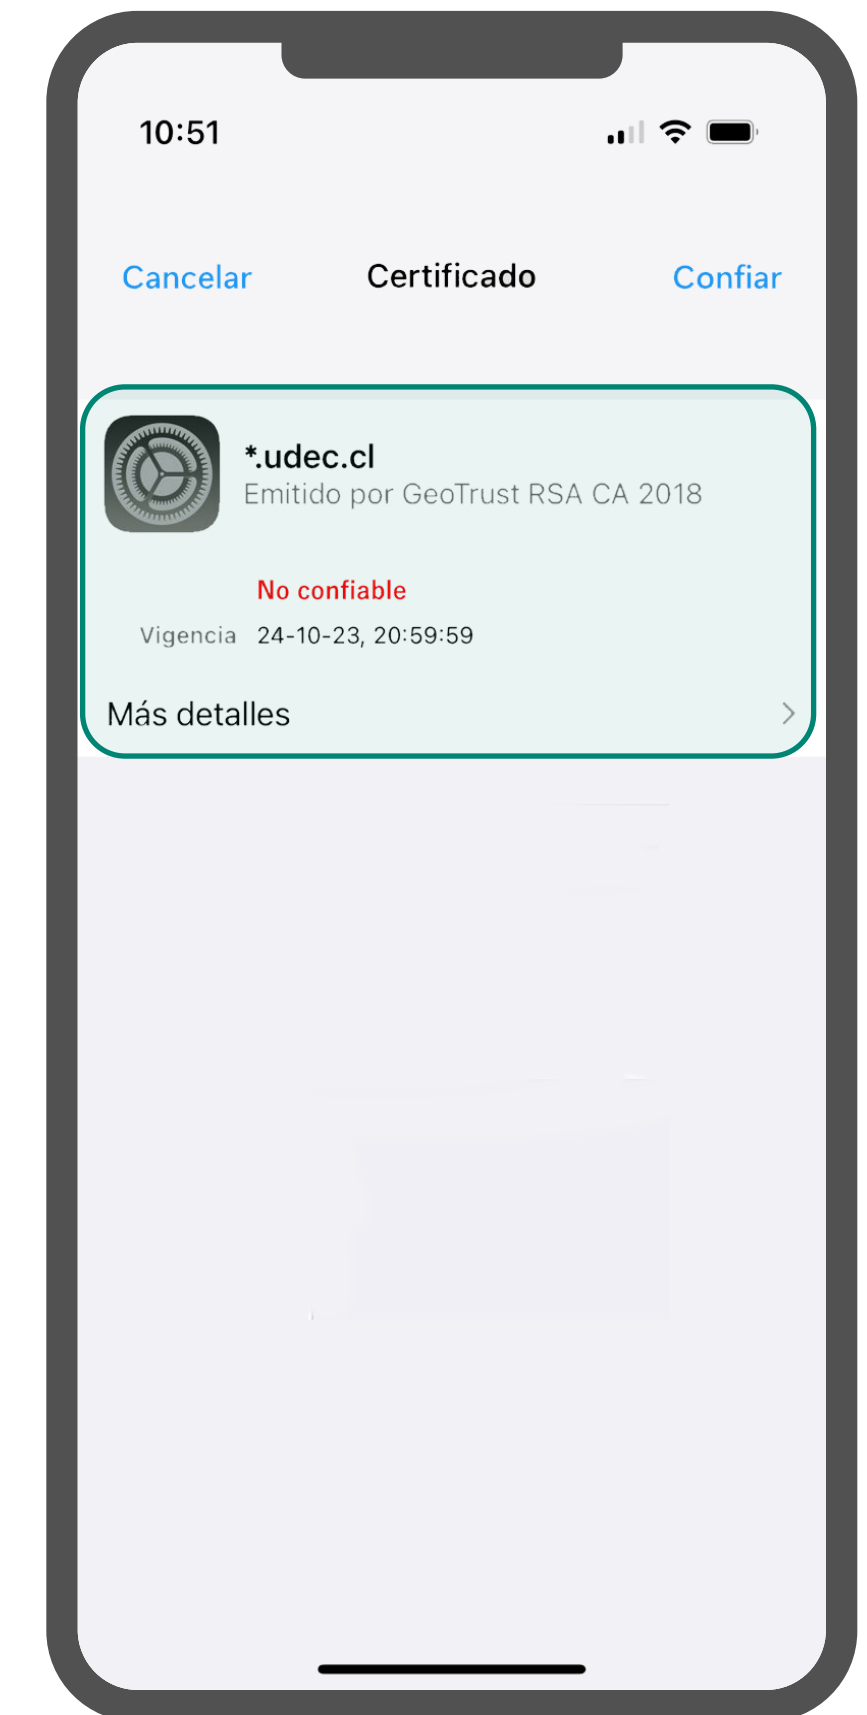 10:51
Cancelar Certificado Confiar
*.udec.cl
Emitido por GeoTrust RSA CA 2018
No confiable
Vigencia 24-10-23, 20:59:59
Más detalles